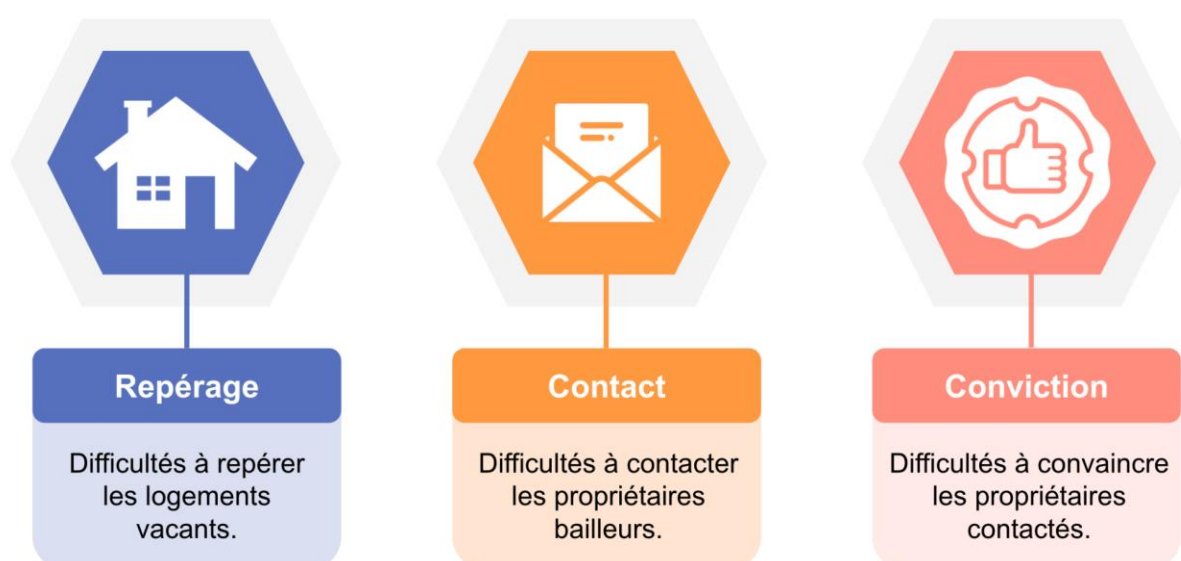 Repérage
Difficultés à repérer
les logements
vacants.
Contact
Difficultés à contacter
les propriétaires
bailleurs.
Conviction
Difficultés à convaincre
les propriétaires
contactés.